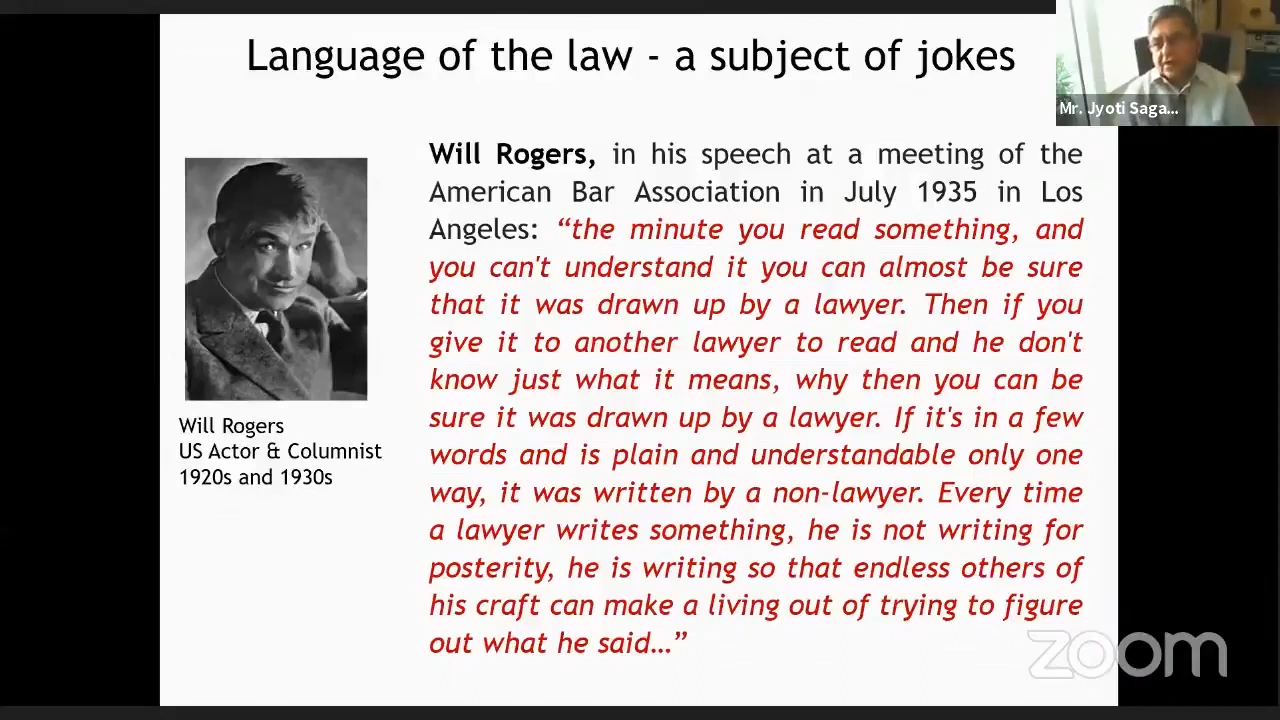 Language of the law - a subject of jokes
Mr. Jyoti Saga...
Will Rogers, in his speech at a meeting of the
American Bar Association in July 1935 in Los
Angeles: “the minute you read something, and
you can't understand it you can almost be sure
that it was drawn up by a lawyer. Then if you
give it to another lawyer to read and he don't
know just what it means, why then you can be
sure it was drawn up by a lawyer. If it's in a few
words and is plain and understandable only one
way, it was written by a non-lawyer. Every time
a lawyer writes something, he is not writing for
posterity, he is writing so that endless others of
his craft can make a living out of trying to figure
out what he said…”
Will Rogers
US Actor & Columnist
1920s and 1930s
zoom